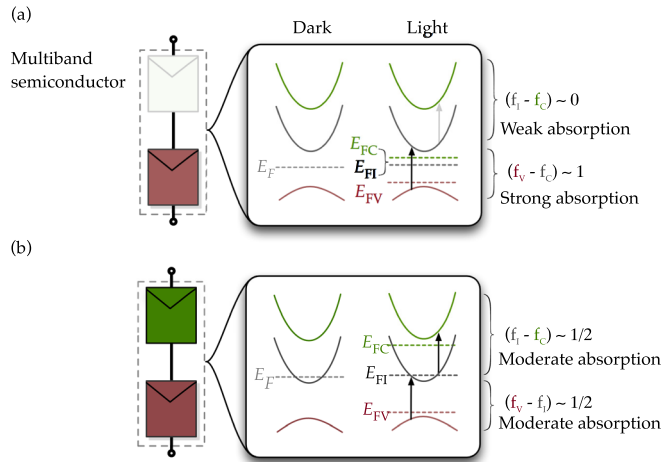 (a)
Dark Light
Multiband
semiconductor
E_F
E_FC
E_FI
E_FV
(f_I - f_C) ~ 0
Weak absorption
(f_V - f_C) ~ 1
Strong absorption
(b)
E_F
E_FC
E_FI
E_FV
(f_I - f_C) ~ 1/2
Moderate absorption
(f_V - f_I) ~ 1/2
Moderate absorption